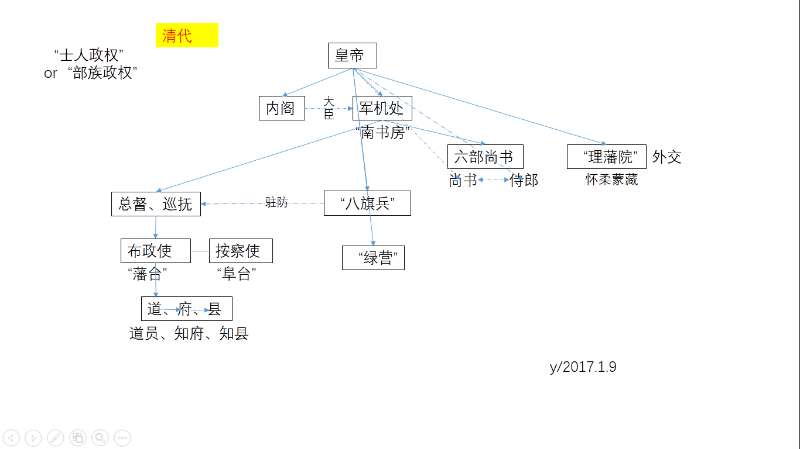 清代
“士人政权”
or “部族政权”
皇帝
内阁
大臣
军机处
“南书房”
六部尚书
“理藩院”
外交
尚书
侍郎
怀柔蒙藏
总督、巡抚
驻防
“八旗兵”
布政使
按察使
“绿营”
“藩台”
“阜台”
道、府、县
道员、知府、知县
y/2017.1.9